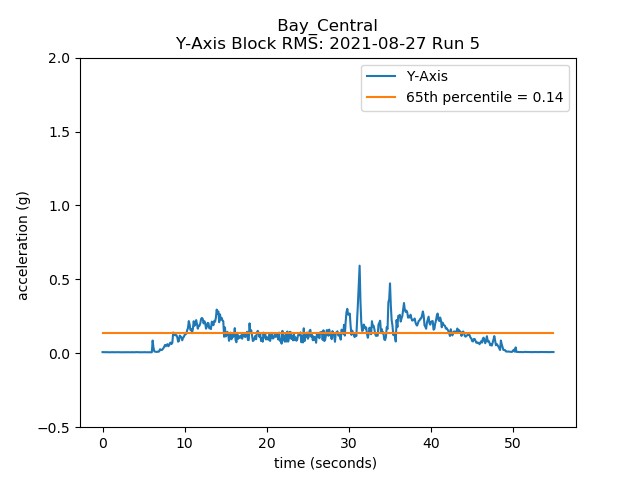 Bay_Central
Y-Axis Block RMS: 2021-08-27 Run 5
2.0
1.5
1.0
0.5
0.0
−0.5
acceleration (g)
Y-Axis
65th percentile = 0.14
0 10 20 30 40 50
time (seconds)